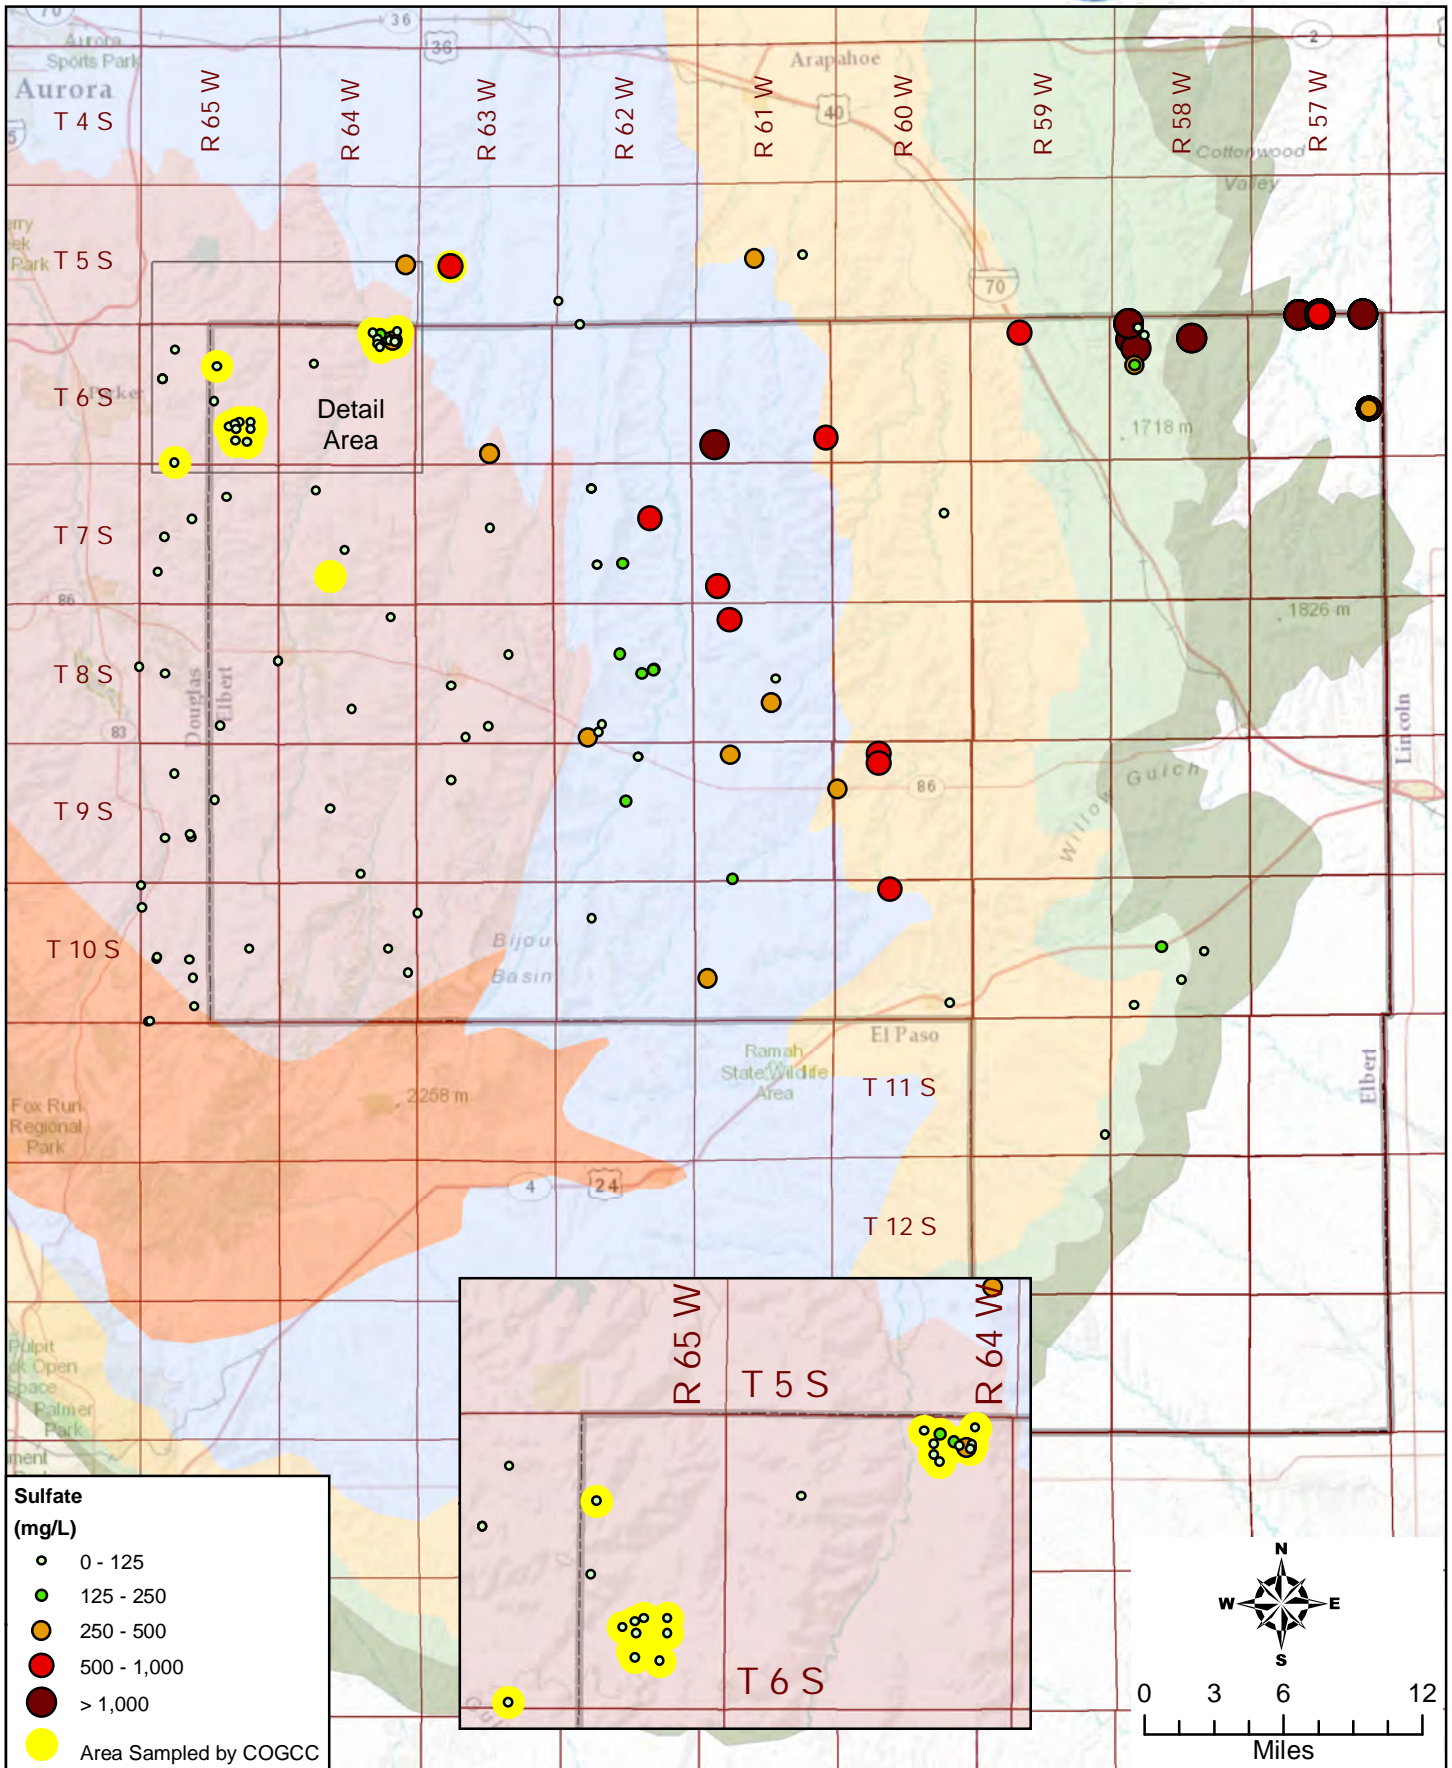 70
36
36
2
Aurora
Sports Park
Aurora
Arapahoe
40
T 4 S
R 65 W
R 64 W
R 63 W
R 62 W
R 61 W
R 60 W
R 59 W
R 58 W
R 57 W
5
Cottonwood
Valley
T 5 S
Park
70
T 6 S
Parker
Detail
Area
1718 m
T 7 S
86
1826 m
T 8 S
Douglas
Elbert
83
Lincoln
T 9 S
86
Willow Gulch
T 10 S
Bijou
Basin
El Paso
Ramah
State Wildlife
Area
T 11 S
Elbert
2258 m
Fox Run
Regional
Park
4
24
T 12 S
R 65 W
R 64 W
T 5 S
T 6 S
Pulpit
ck Open
Space
Palmer
Park
ment
Sulfate
(mg/L)
0 - 125
125 - 250
250 - 500
500 - 1,000
> 1,000
Area Sampled by COGCC
N
W
E
S
0 3 6 12
Miles